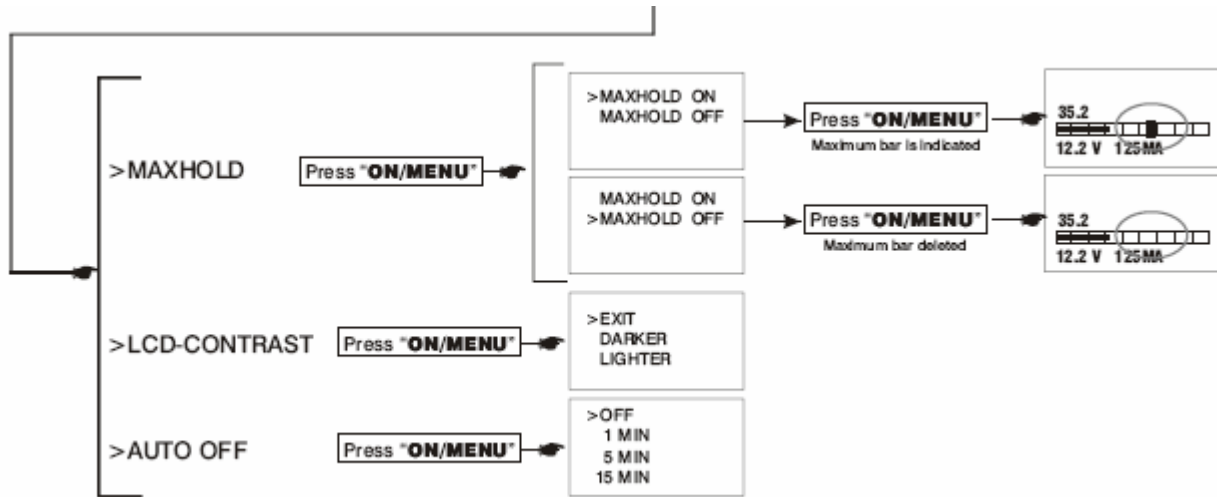 >MAXHOLD
Press "ON/MENU"
>MAXHOLD ON
MAXHOLD OFF
Press "ON/MENU"
Maximum bar is indicated
35.2
12.2 V 125MA
MAXHOLD ON
>MAXHOLD OFF
Press "ON/MENU"
Maximum bar deleted
35.2
12.2 V 125MA
>LCD-CONTRAST
Press "ON/MENU"
>EXIT
DARKER
LIGHTER
>AUTO OFF
Press "ON/MENU"
>OFF
1 MIN
5 MIN
15 MIN